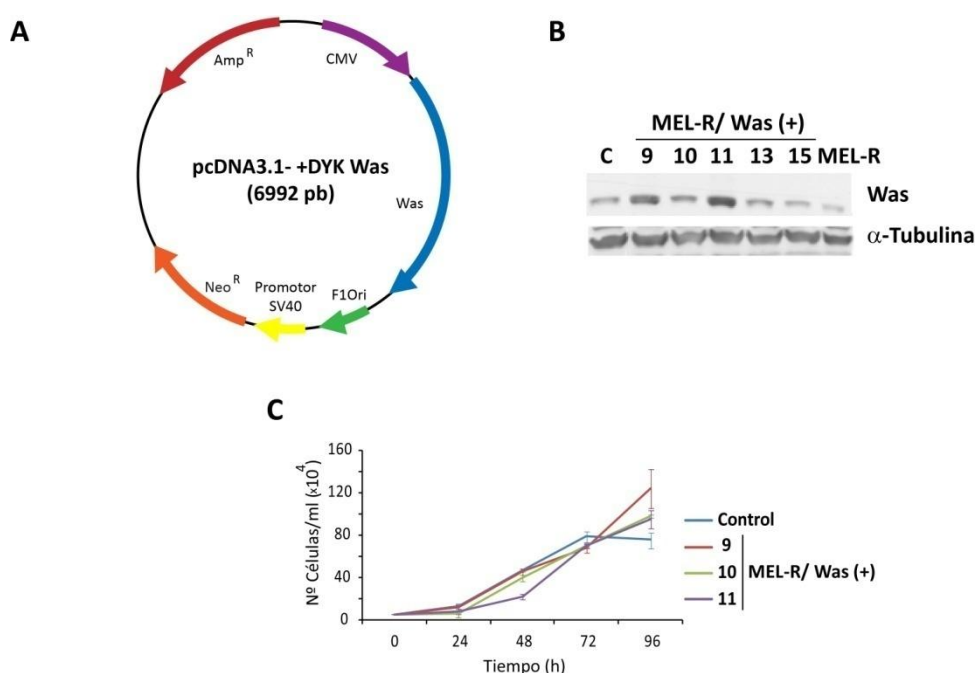 A
Amp R
CMV
pcDNA3.1- +DYK Was
(6992 pb)
Was
Neo R
Promotor
SV40
F1Ori
B
MEL-R/ Was (+)
C 9 10 11 13 15 MEL-R
Was
α-Tubulina
C
Nº Células/ml (x10 4)
160
120
80
40
0
0 24 48 72 96
Tiempo (h)
Control
9
10
11
MEL-R/ Was (+)